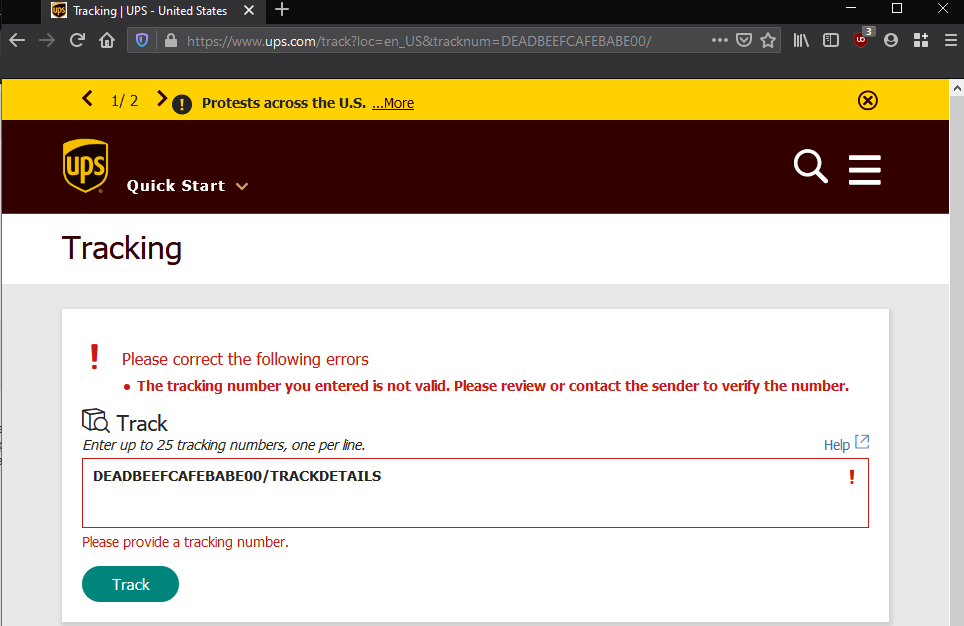 ups
Tracking | UPS - United States
https://www.ups.com/track?loc=en_US&tracknum=DEADBEEFCAFEBABE00/
3
1/ 2
! Protests across the U.S. ...More
ups
Quick Start
Tracking
! Please correct the following errors
• The tracking number you entered is not valid. Please review or contact the sender to verify the number.
Track
Enter up to 25 tracking numbers, one per line.
Help
DEADBEEFCAFEBABE00/TRACKDETAILS
!
Please provide a tracking number.
Track